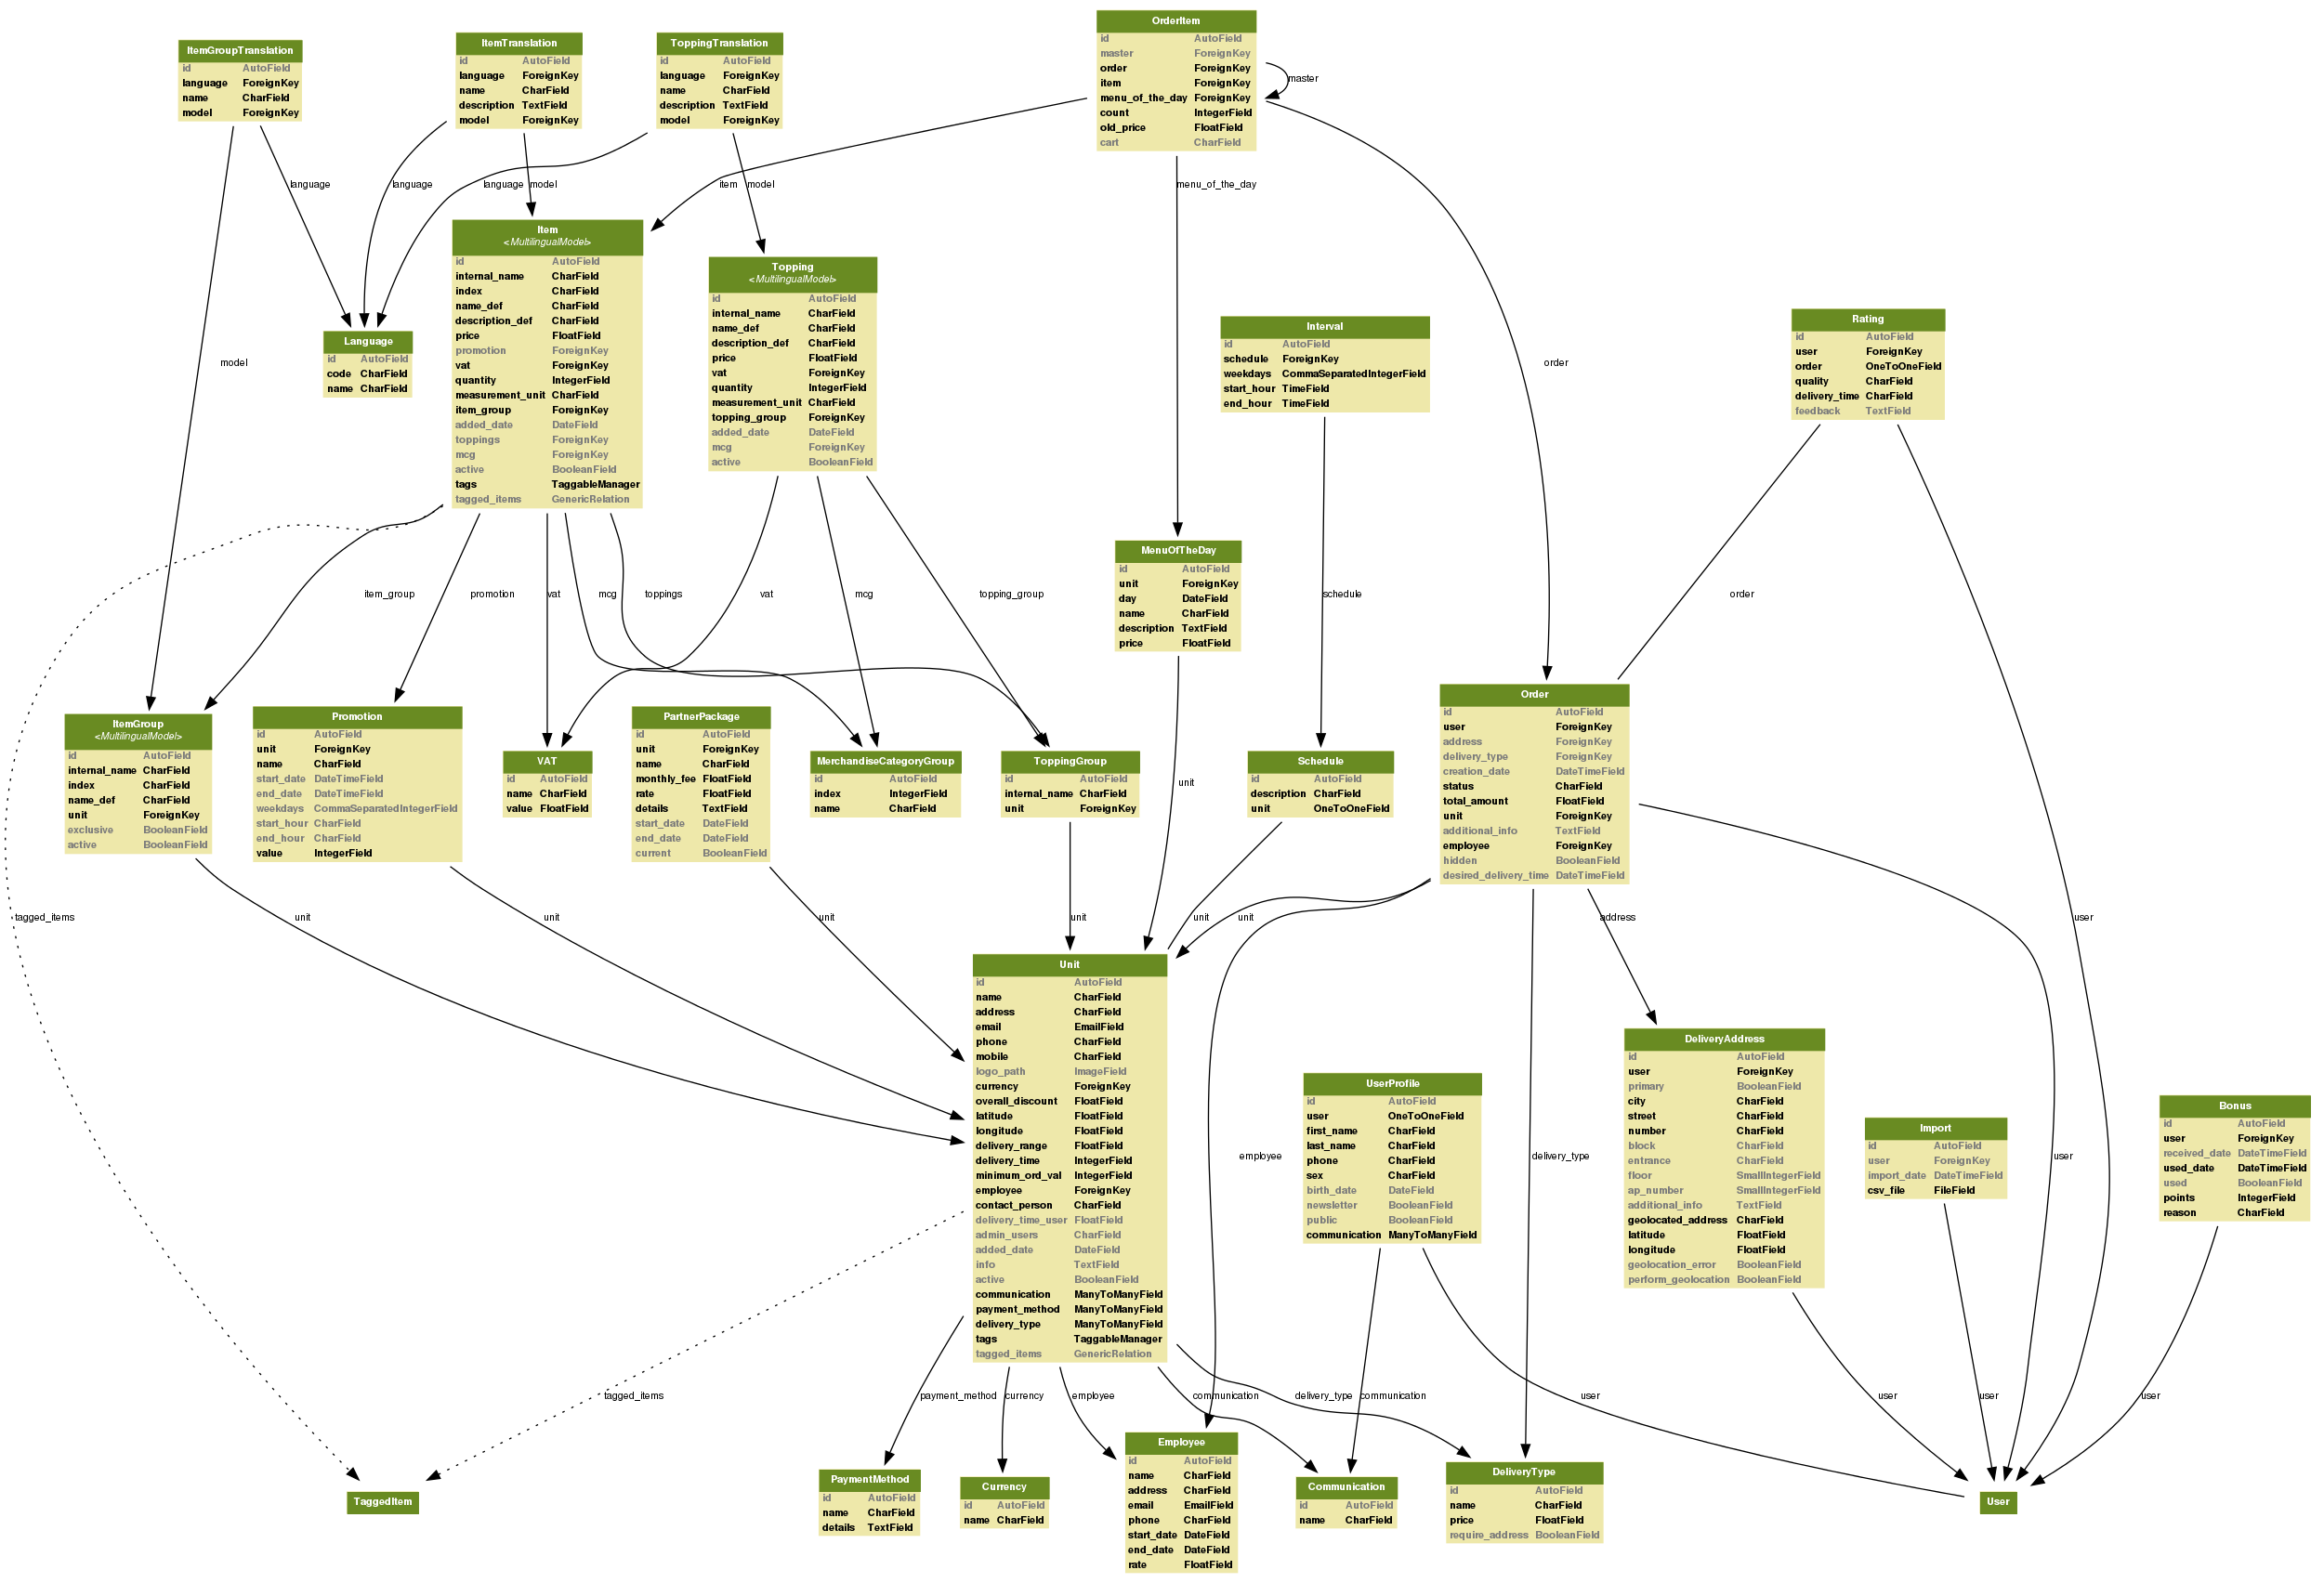 OrderItem
id AutoField
master ForeignKey
order ForeignKey
item ForeignKey
menu_of_the_day ForeignKey
count IntegerField
old_price FloatField
cart CharField
master
ItemGroupTranslation
id AutoField
language ForeignKey
name CharField
model ForeignKey
ItemTranslation
id AutoField
language ForeignKey
name CharField
description TextField
model ForeignKey
ToppingTranslation
id AutoField
language ForeignKey
name CharField
description TextField
model ForeignKey
language
language
language
model
item
model
menu_of_the_day
Item
<MultilingualModel>
id AutoField
internal_name CharField
index CharField
name_def CharField
description_def CharField
price FloatField
promotion ForeignKey
vat ForeignKey
quantity IntegerField
measurement_unit CharField
item_group ForeignKey
added_date DateField
toppings ForeignKey
mcg ForeignKey
active BooleanField
tags TaggableManager
tagged_items GenericRelation
Topping
<MultilingualModel>
id AutoField
internal_name CharField
name_def CharField
description_def CharField
price FloatField
vat ForeignKey
quantity IntegerField
measurement_unit CharField
topping_group ForeignKey
added_date DateField
mcg ForeignKey
active BooleanField
Language
id AutoField
code CharField
name CharField
Interval
id AutoField
schedule ForeignKey
weekdays CommaSeparatedIntegerField
start_hour TimeField
end_hour TimeField
Rating
id AutoField
user ForeignKey
order OneToOneField
quality CharField
delivery_time CharField
feedback TextField
model
order
MenuOfTheDay
id AutoField
unit ForeignKey
day DateField
name CharField
description TextField
price FloatField
item_group
promotion
vat
mcg
toppings
vat
mcg
topping_group
schedule
order
ItemGroup
<MultilingualModel>
id AutoField
internal_name CharField
index CharField
name_def CharField
unit ForeignKey
exclusive BooleanField
active BooleanField
Promotion
id AutoField
unit ForeignKey
name CharField
start_date DateTimeField
end_date DateTimeField
weekdays CommaSeparatedIntegerField
start_hour CharField
end_hour CharField
value IntegerField
VAT
id AutoField
name CharField
value FloatField
PartnerPackage
id AutoField
unit ForeignKey
name CharField
monthly_fee FloatField
rate FloatField
details TextField
start_date DateField
end_date DateField
current BooleanField
MerchandiseCategoryGroup
id AutoField
index IntegerField
name CharField
ToppingGroup
id AutoField
internal_name CharField
unit ForeignKey
unit
Schedule
id AutoField
description CharField
unit OneToOneField
Order
id AutoField
user ForeignKey
address ForeignKey
delivery_type ForeignKey
creation_date DateTimeField
status CharField
total_amount FloatField
unit ForeignKey
additional_info TextField
employee ForeignKey
hidden BooleanField
desired_delivery_time DateTimeField
tagged_items
unit
unit
unit
unit
unit
unit
address
user
Unit
id AutoField
name CharField
address CharField
email EmailField
phone CharField
mobile CharField
logo_path ImageField
currency ForeignKey
overall_discount FloatField
latitude FloatField
longitude FloatField
delivery_range FloatField
delivery_time IntegerField
minimum_ord_val IntegerField
employee ForeignKey
contact_person CharField
delivery_time_user FloatField
admin_users CharField
added_date DateField
info TextField
active BooleanField
communication ManyToManyField
payment_method ManyToManyField
delivery_type ManyToManyField
tags TaggableManager
tagged_items GenericRelation
employee
UserProfile
id AutoField
user OneToOneField
first_name CharField
last_name CharField
phone CharField
sex CharField
birth_date DateField
newsletter BooleanField
public BooleanField
communication ManyToManyField
delivery_type
DeliveryAddress
id AutoField
user ForeignKey
primary BooleanField
city CharField
street CharField
number CharField
block CharField
entrance CharField
floor SmallIntegerField
ap_number SmallIntegerField
additional_info TextField
geolocated_address CharField
latitude FloatField
longitude FloatField
geolocation_error BooleanField
perform_geolocation BooleanField
Import
id AutoField
user ForeignKey
import_date DateTimeField
csv_file FileField
user
Bonus
id AutoField
user ForeignKey
received_date DateTimeField
used_date DateTimeField
used BooleanField
points IntegerField
reason CharField
tagged_items
payment_method
currency
employee
communication
delivery_type
communication
user
user
user
user
TaggedItem
PaymentMethod
id AutoField
name CharField
details TextField
Currency
id AutoField
name CharField
Employee
id AutoField
name CharField
address CharField
email EmailField
phone CharField
start_date DateField
end_date DateField
rate FloatField
Communication
id AutoField
name CharField
DeliveryType
id AutoField
name CharField
price FloatField
require_address BooleanField
User